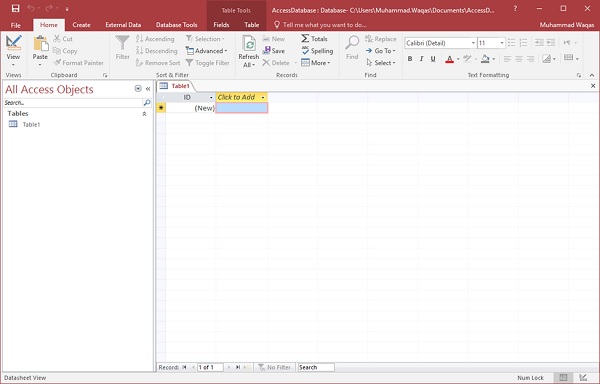 Table Tools
AccessDatabase : Database- C:\Users\Muhammad.Waqas\Documents\AccessD...
File Home Create External Data Database Tools Fields Table Tell me what you want to do... Muhammad Waqas
View
Paste
Cut
Copy
Format Painter
Filter
Ascending
Descending
Remove Sort
Selection
Advanced
Toggle Filter
Refresh
All
New
Save
Delete
Totals
Spelling
More
Find
Replace
Go To
Select
Calibri (Detail) 11
B I U
A
Views Clipboard Sort & Filter Records Find Text Formatting
All Access Objects
Search...
Tables
Table1
Table1
ID Click to Add
(New)
Record: 1 of 1 No Filter Search
Datasheet View Num Lock